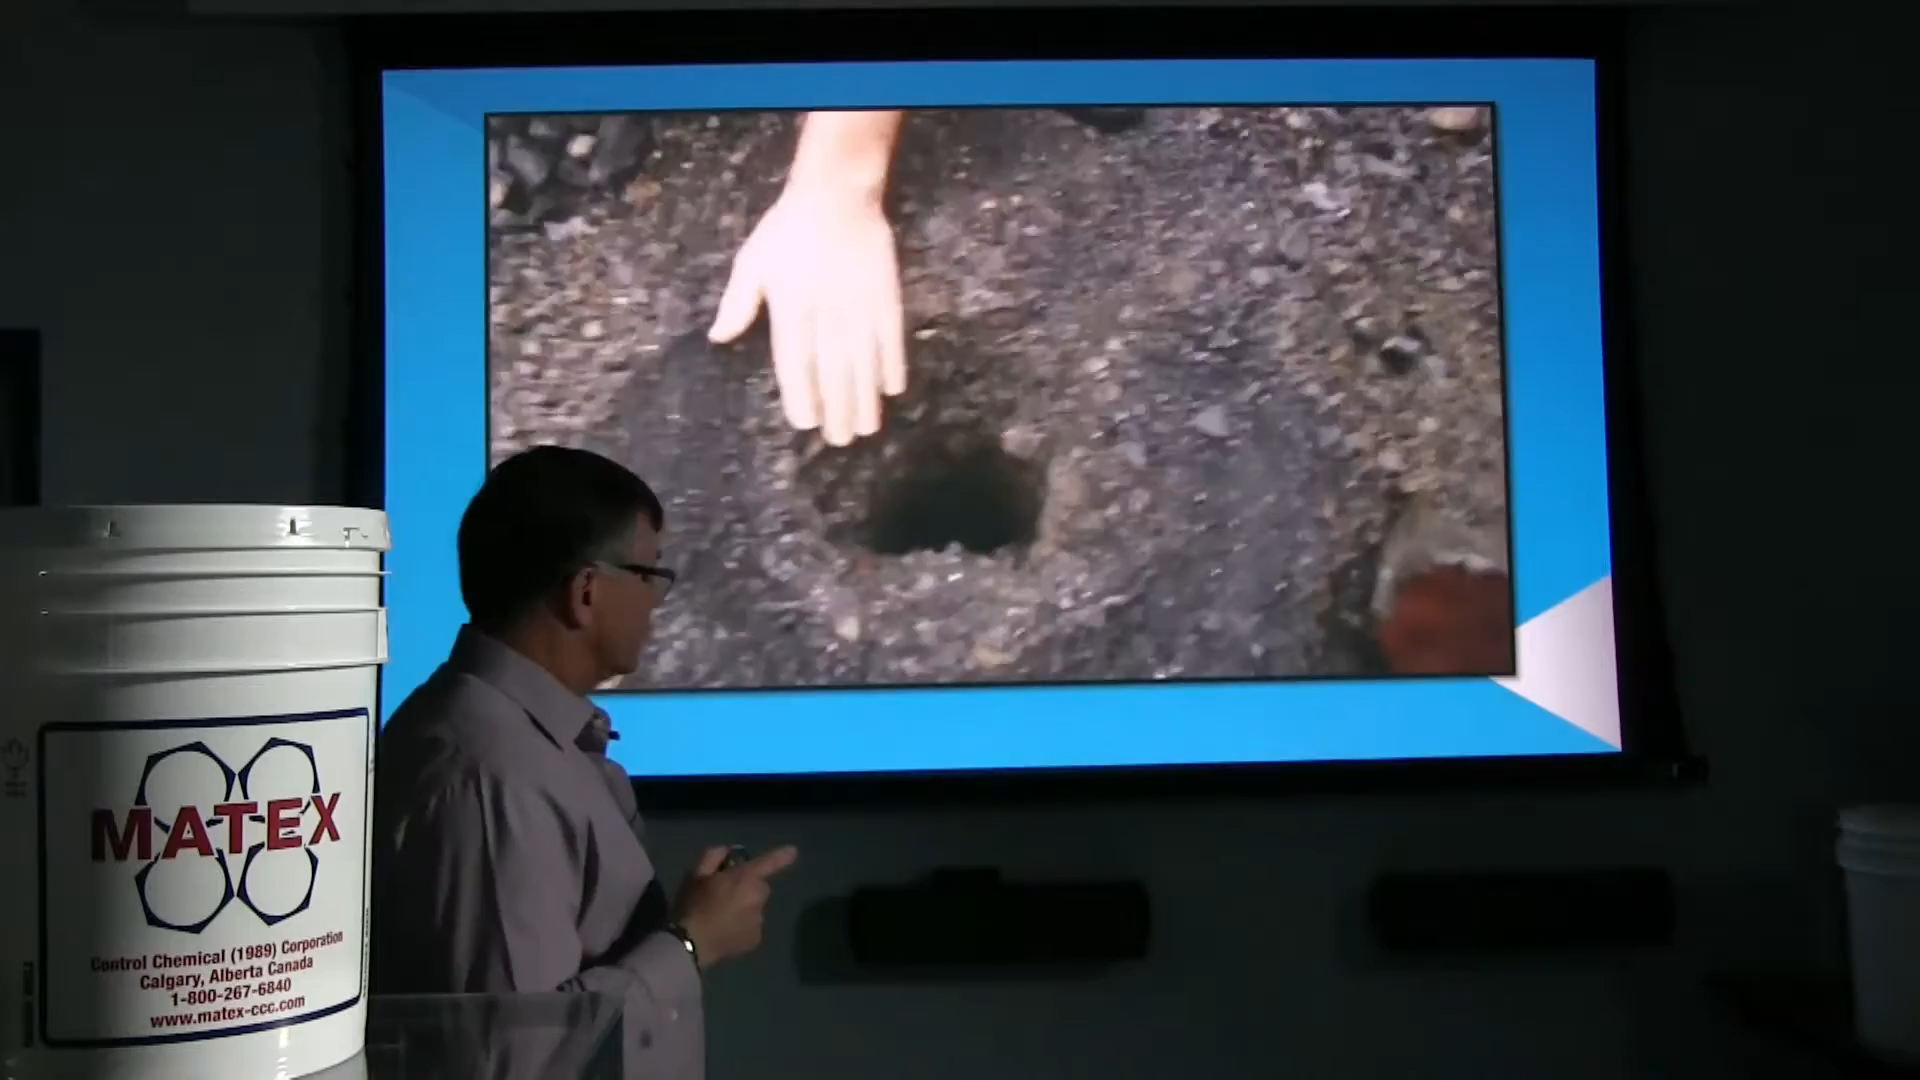 MATEX
Control Chemical (1989) Corporation
Calgary, Alberta Canada
1-800-267-6840
www.matex-ccc.com